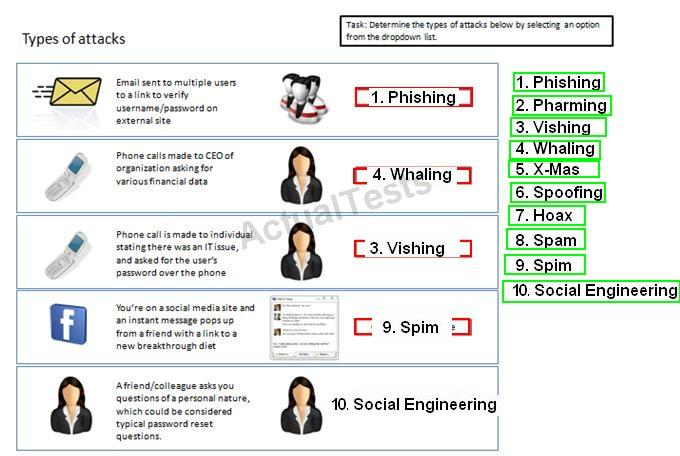 Task: Determine the types of attacks below by selecting an option
from the dropdown list.
Types of attacks
Email sent to multiple users
to a link to verify
username/password on
external site
1. Phishing
Phone calls made to CEO of
organization asking for
various financial data
4. Whaling
Phone call is made to individual
stating there was an IT issue,
and asked for the user's
password over the phone
3. Vishing
You're on a social media site and
an instant message pops up
from a friend with a link to a
new breakthrough diet
9. Spim
A friend/colleague asks you
questions of a personal nature,
which could be considered
typical password reset
questions.
10. Social Engineering
1. Phishing
2. Pharming
3. Vishing
4. Whaling
5. X-Mas
6. Spoofing
7. Hoax
8. Spam
9. Spim
10. Social Engineering
ActualTests
f